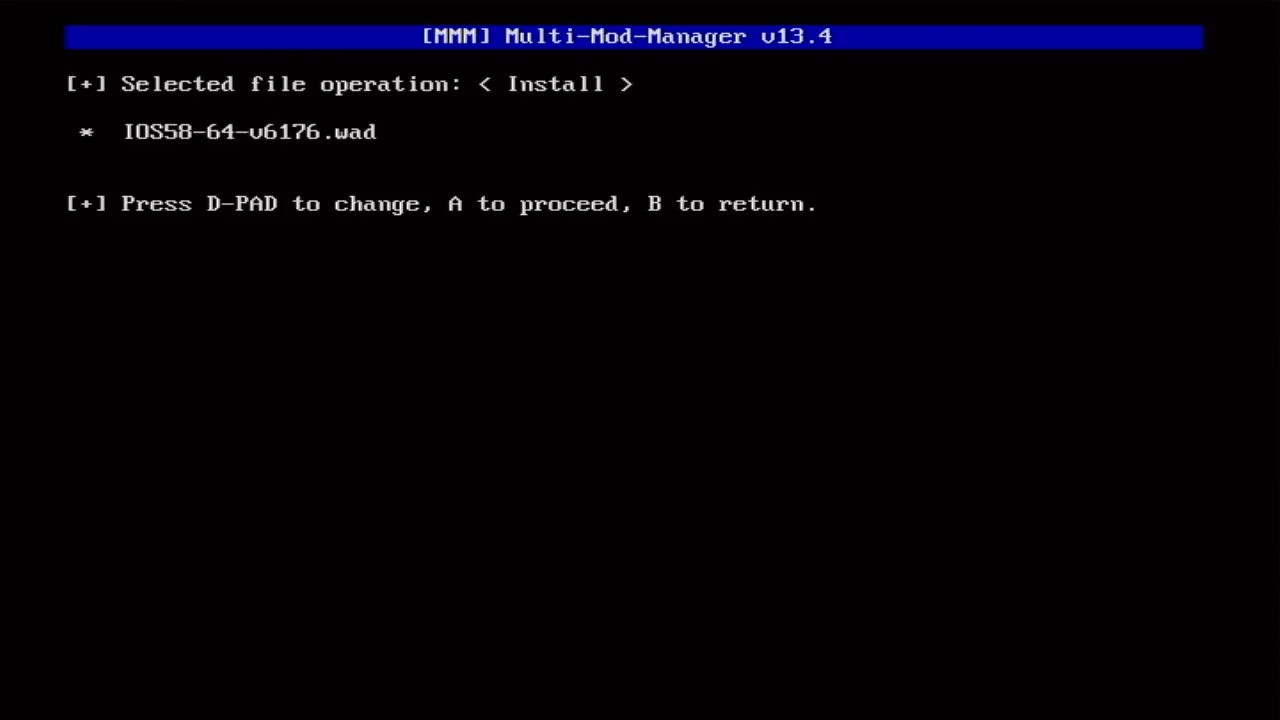 [MMM] Multi-Mod-Manager v13.4
[+] Selected file operation: < Install >
* IOS58-64-v6176.wad
[+] Press D-PAD to change, A to proceed, B to return.